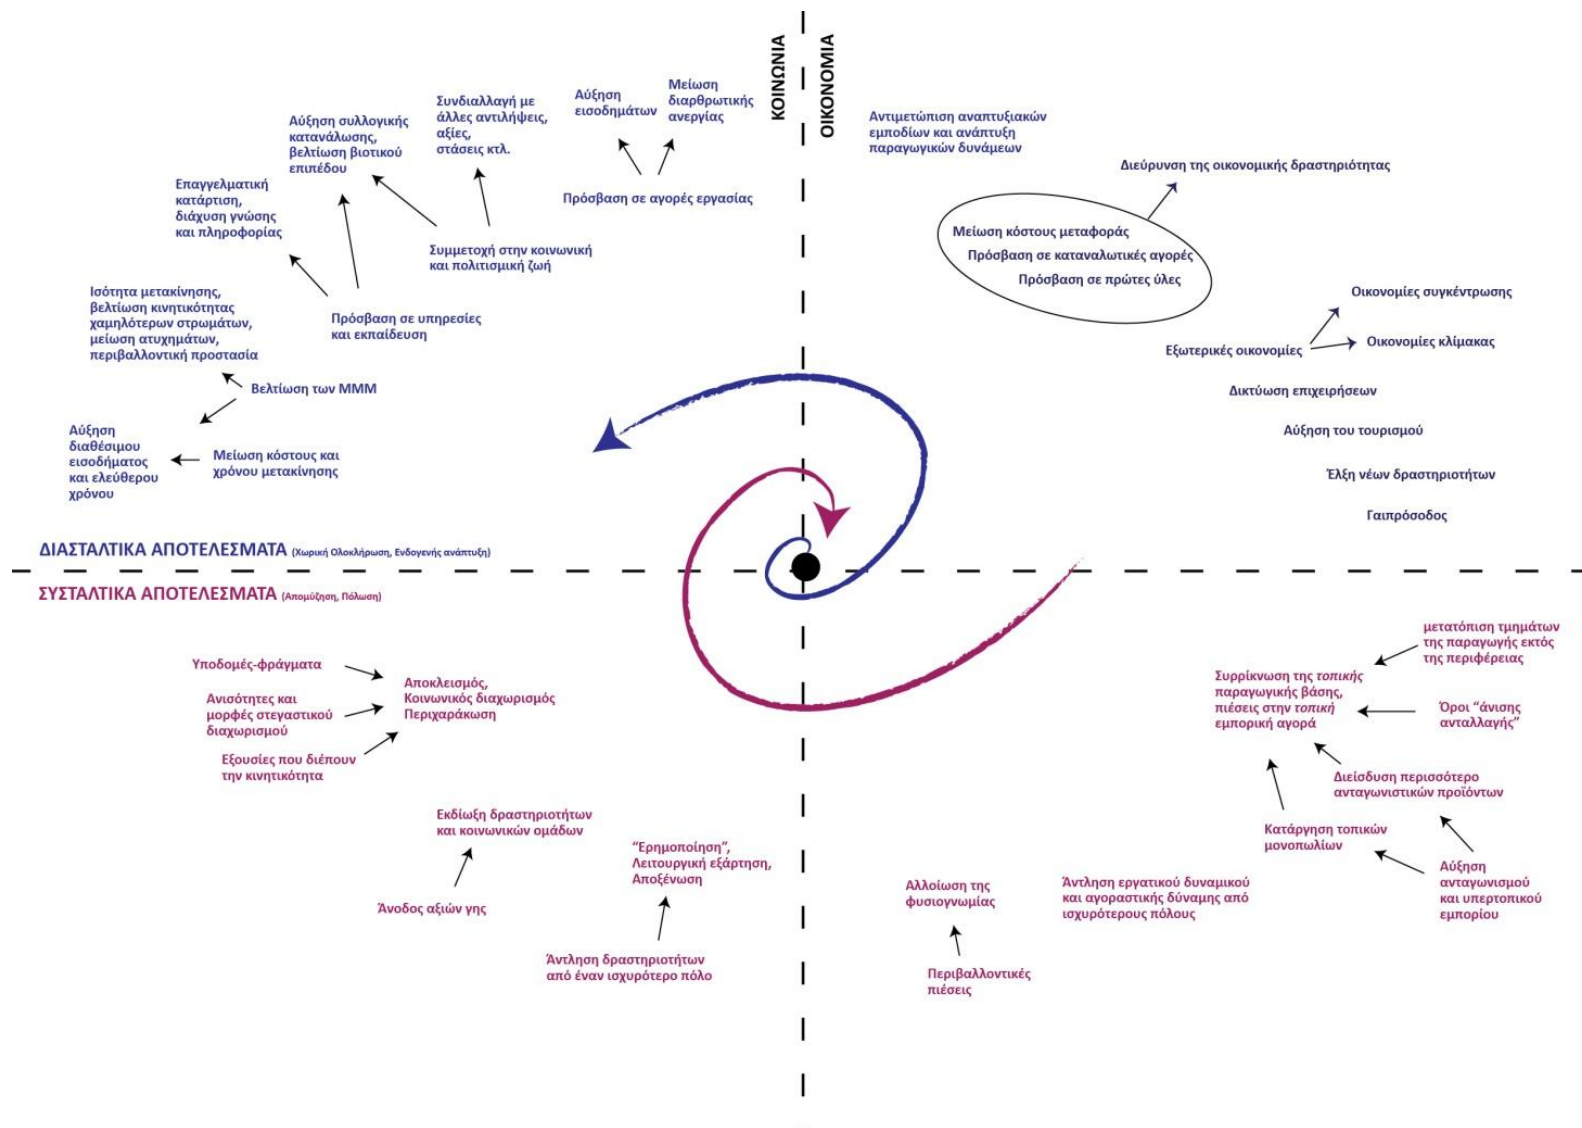 ΚΟΙΝΩΝΙΑ
ΟΙΚΟΝΟΜΙΑ
Μείωση
διαρθρωτικής
ανεργίας
Αύξηση
εισοδημάτων
Συνδιαλλαγή με
άλλες αντιλήψεις,
αξίες,
στάσεις κτλ.
Αύξηση συλλογικής
κατανάλωσης,
βελτίωση βιοτικού
επιπέδου
Επαγγελματική
κατάρτιση,
διάχυση γνώσης
και πληροφορίας
Πρόσβαση σε αγορές εργασίας
Συμμετοχή στην κοινωνική
και πολιτισμική ζωή
Ισότητα μετακίνησης,
βελτίωση κινητικότητας
χαμηλότερων στρωμάτων,
μείωση ατυχημάτων,
περιβαλλοντική προστασία
Πρόσβαση σε υπηρεσίες
και εκπαίδευση
Βελτίωση των ΜΜΜ
Αύξηση
διαθέσιμου
εισοδήματος
και ελεύθερου
χρόνου
Μείωση κόστους και
χρόνου μετακίνησης
Αντιμετώπιση αναπτυξιακών
εμποδίων και ανάπτυξη
παραγωγικών δυνάμεων
Διεύρυνση της οικονομικής δραστηριότητας
Μείωση κόστους μεταφοράς
Πρόσβαση σε καταναλωτικές αγορές
Πρόσβαση σε πρώτες ύλες
Οικονομίες συγκέντρωσης
Οικονομίες κλίμακας
Εξωτερικές οικονομίες
Δικτύωση επιχειρήσεων
Αύξηση του τουρισμού
Έλξη νέων δραστηριοτήτων
Γαιπρόσοδος
ΔΙΑΣΤΑΛΤΙΚΑ ΑΠΟΤΕΛΕΣΜΑΤΑ (Χωρική Ολοκλήρωση, Ενδογενής ανάπτυξη)
ΣΥΣΤΑΛΤΙΚΑ ΑΠΟΤΕΛΕΣΜΑΤΑ (Απομύζηση, Πόλωση)
Υποδομές-φράγματα
Ανισότητες και
μορφές στεγαστικού
διαχωρισμού
Εξουσίες που διέπουν
την κινητικότητα
Αποκλεισμός,
Κοινωνικός διαχωρισμός
Περιχαράκωση
Εκδίωξη δραστηριοτήτων
και κοινωνικών ομάδων
Άνοδος αξιών γης
“Ερημοποίηση”,
Λειτουργική εξάρτηση,
Αποξένωση
Άντληση δραστηριοτήτων
από έναν ισχυρότερο πόλο
μετατόπιση τμημάτων
της παραγωγής εκτός
της περιφέρειας
Συρρίκνωση της τοπικής
παραγωγικής βάσης,
πιέσεις στην τοπική
εμπορική αγορά
Όροι “άνισης
ανταλλαγής”
Διείσδυση περισσότερο
ανταγωνιστικών προϊόντων
Κατάργηση τοπικών
μονοπωλίων
Αύξηση
ανταγωνισμού
και υπερτοπικού
εμπορίου
Άντληση εργατικού δυναμικού
και αγοραστικής δύναμης από
ισχυρότερους πόλους
Αλλοίωση της
φυσιογνωμίας
Περιβαλλοντικές
πιέσεις